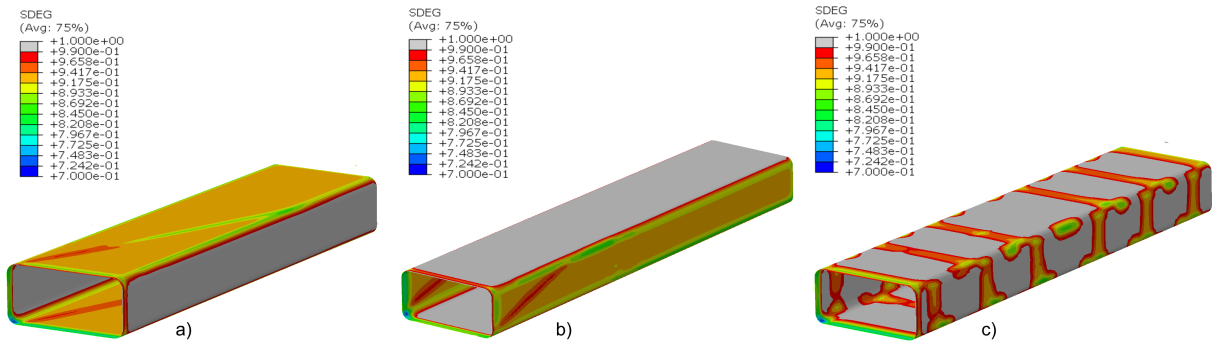 SDEG
(Avg: 75%)
+1.000e+00
+9.900e-01
+9.658e-01
+9.417e-01
+9.175e-01
+8.933e-01
+8.692e-01
+8.450e-01
+8.208e-01
+7.967e-01
+7.725e-01
+7.483e-01
+7.242e-01
+7.000e-01
a)
SDEG
(Avg: 75%)
+1.000e+00
+9.900e-01
+9.658e-01
+9.417e-01
+9.175e-01
+8.933e-01
+8.692e-01
+8.450e-01
+8.208e-01
+7.967e-01
+7.725e-01
+7.483e-01
+7.242e-01
+7.000e-01
b)
SDEG
(Avg: 75%)
+1.000e+00
+9.900e-01
+9.658e-01
+9.417e-01
+9.175e-01
+8.933e-01
+8.692e-01
+8.450e-01
+8.208e-01
+7.967e-01
+7.725e-01
+7.483e-01
+7.242e-01
+7.000e-01
c)